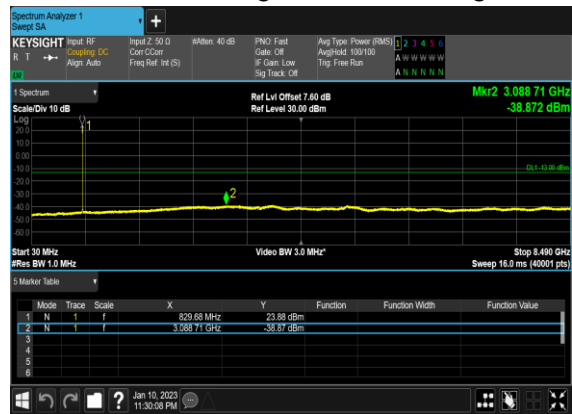 Spectrum Analyzer 1
Swept SA
+
KEYSIGHT Input: RF Input Z: 50 Ω #Atten: 40 dB PNO: Fast Avg Type: Power (RMS) 1 2 3 4 5 6
R T Coupling: DC Corr CCorr Gate: Off Avg|Hold: 100/100 A W W W W W
Align: Auto Freq Ref: Int (S) IF Gain: Low Trig: Free Run
LXI Sig Track: Off A N N N N N
1 Spectrum Ref Lvl Offset 7.60 dB Mkr2 3.088 71 GHz
Scale/Div 10 dB Ref Level 30.00 dBm -38.872 dBm
Log
20.0
1
10.0
0.00
-10.0
DL1 -13.00 dBm
-20.0
-30.0
2
-40.0
-50.0
-60.0
Start 30 MHz Video BW 3.0 MHz* Stop 8.490 GHz
#Res BW 1.0 MHz Sweep 16.0 ms (40001 pts)
5 Marker Table
Mode Trace Scale X Y Function Function Width Function Value
1 N 1 f 829.68 MHz 23.88 dBm
2 N 1 f 3.088 71 GHz -38.87 dBm
3
4
5
6
? Jan 10, 2023
11:30:08 PM